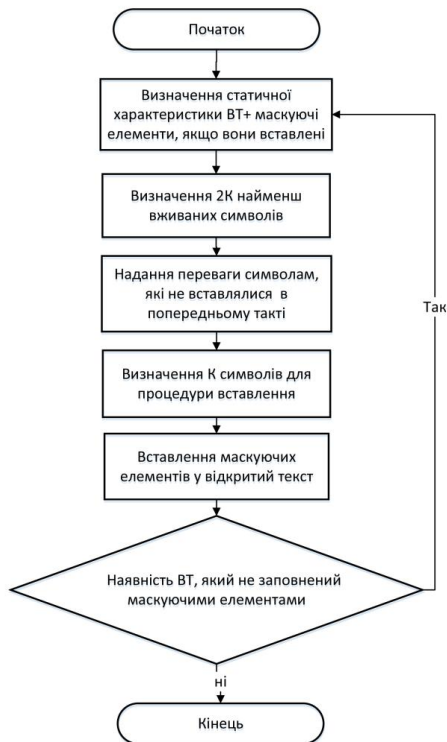 Початок
Визначення статичної
характеристики ВТ+ маскуючі
елементи, якщо вони вставлені
Визначення 2К найменш
вживаних символів
Надання переваги символам,
які не вставлялися в
попередньому такті
Так
Визначення К символів для
процедури вставлення
Вставлення маскуючих
елементів у відкритий текст
Наявність ВТ, який не заповнений
маскуючими елементами
ні
Кінець